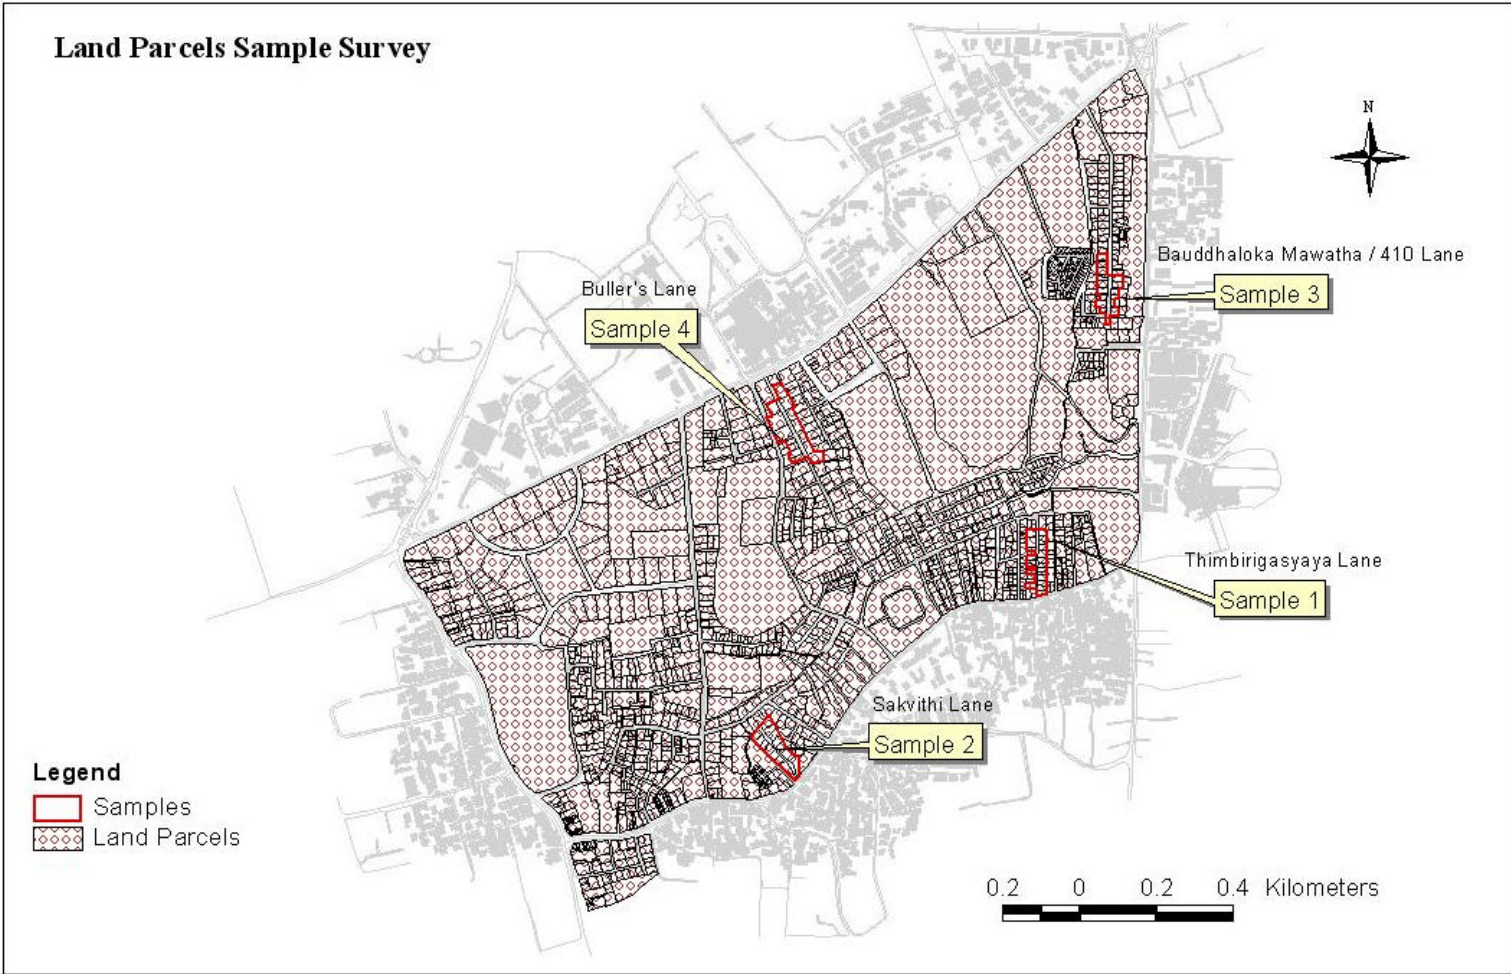 Land Parcels Sample Survey
N
Bauddhaloka Mawatha / 410 Lane
Sample 3
Buller's Lane
Sample 4
Thimbirigasyaya Lane
Sample 1
Sakvithi Lane
Sample 2
Legend
Samples
Land Parcels
0.2 0 0.2 0.4 Kilometers